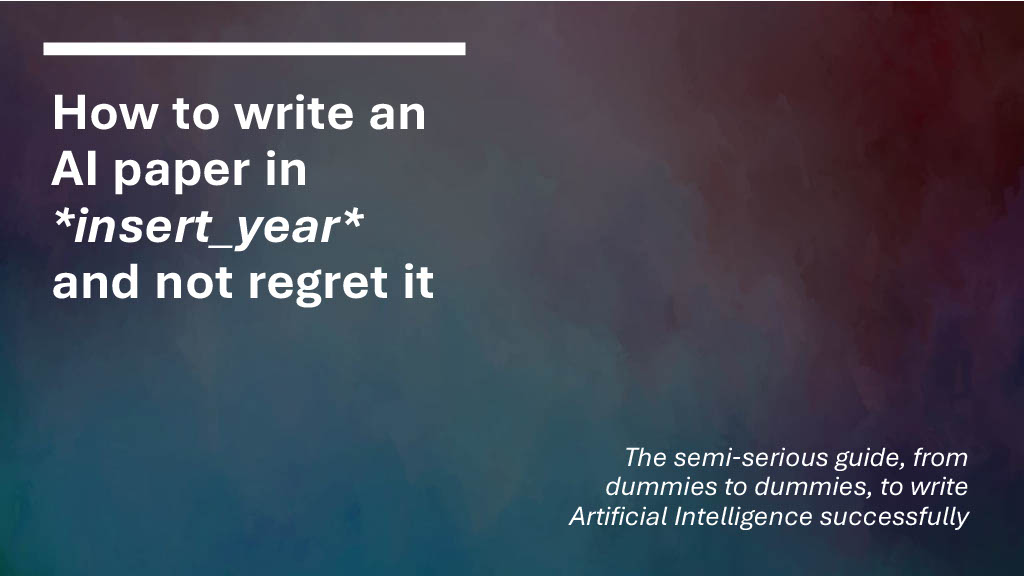 How to write an
AI paper in
*insert_year*
and not regret it
The semi-serious guide, from
dummies to dummies, to write
Artificial Intelligence successfully